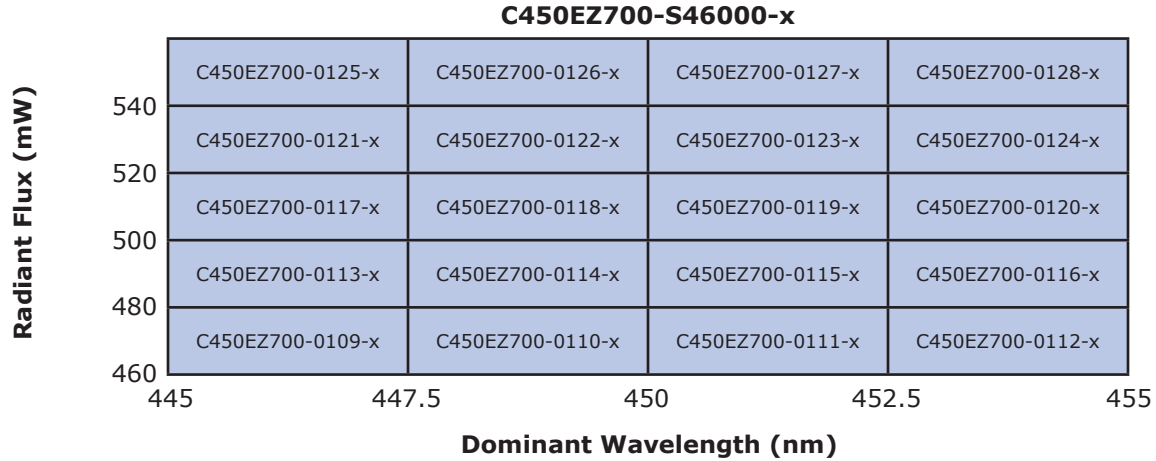 C450EZ700-S46000-x
Radiant Flux (mW)
C450EZ700-0125-x C450EZ700-0126-x C450EZ700-0127-x C450EZ700-0128-x
540
C450EZ700-0121-x C450EZ700-0122-x C450EZ700-0123-x C450EZ700-0124-x
520
C450EZ700-0117-x C450EZ700-0118-x C450EZ700-0119-x C450EZ700-0120-x
500
C450EZ700-0113-x C450EZ700-0114-x C450EZ700-0115-x C450EZ700-0116-x
480
C450EZ700-0109-x C450EZ700-0110-x C450EZ700-0111-x C450EZ700-0112-x
460
445 447.5 450 452.5 455
Dominant Wavelength (nm)